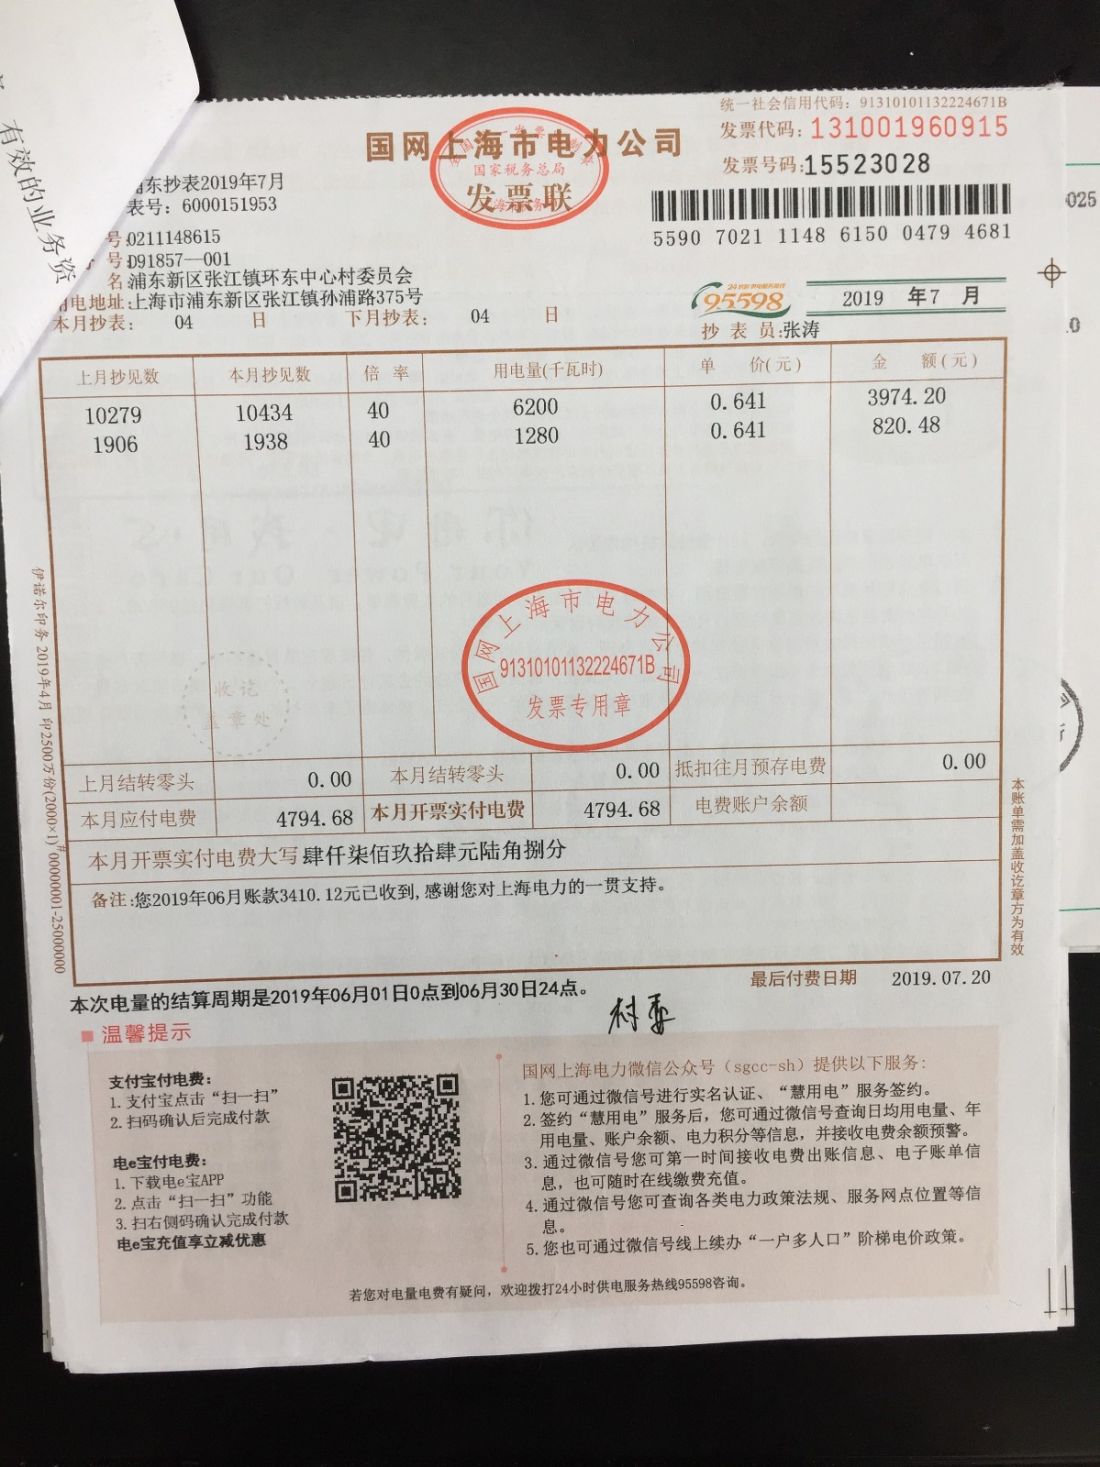 有效的业务资
统一社会信用代码：91310101132224671B
国网上海市电力公司
发票代码：131001960915
国家税务总局
发票联
发票号码：15523028
浦东抄表2019年7月
表号：6000151953
5590 7021 1148 6150 0479 4681
025
号：0211148615
号：D91857—001
名：浦东新区张江镇环东中心村委员会
用电地址：上海市浦东新区张江镇孙浦路375号
95598
2019 年 7 月
本月抄表： 04 日 下月抄表： 04 日
抄 表 员：张涛
上月抄见数 本月抄见数 倍 率 用电量(千瓦时) 单 价(元) 金 额(元)
10279 10434 40 6200 0.641 3974.20
1906 1938 40 1280 0.641 820.48
国网上海市电力公司
91310101132224671B
发票专用章
收讫
盖章处
上月结转零头 0.00 本月结转零头 0.00 抵扣往月预存电费 0.00
本月应付电费 4794.68 本月开票实付电费 4794.68 电费账户余额
本月开票实付电费大写 肆仟柒佰玖拾肆元陆角捌分
备注：您2019年06月账款3410.12元已收到,感谢您对上海电力的一贯支持。
伊诺尔印务 2019年4月 印2500万份(2000×1)#00000001-25000000
本账单需加盖收讫章方为有效
最后付费日期 2019.07.20
本次电量的结算周期是2019年06月01日0点到06月30日24点。
村委
温馨提示
支付宝付电费：
1. 支付宝点击“扫一扫”
2. 扫码确认后完成付款
电e宝付电费：
1. 下载电e宝APP
2. 点击“扫一扫”功能
3. 扫右侧码确认完成付款
电e宝充值享立减优惠
国网上海电力微信公众号（sgcc-sh）提供以下服务：
1. 您可通过微信号进行实名认证、“慧用电”服务签约。
2. 签约“慧用电”服务后，您可通过微信号查询日均用电量、年
用电量、账户余额、电力积分等信息，并接收电费余额预警。
3. 通过微信号您可第一时间接收电费出账信息、电子账单信
息，也可随时在线缴费充值。
4. 通过微信号您可查询各类电力政策法规、服务网点位置等信
息。
5. 您也可通过微信号线上续办“一户多人口”阶梯电价政策。
若您对电量电费有疑问，欢迎拨打24小时供电服务热线95598咨询。